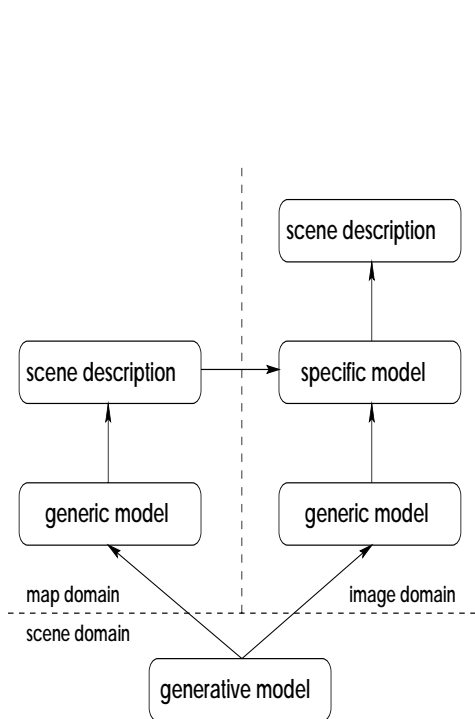 scene description
scene description
specific model
generic model
generic model
map domain
image domain
scene domain
generative model